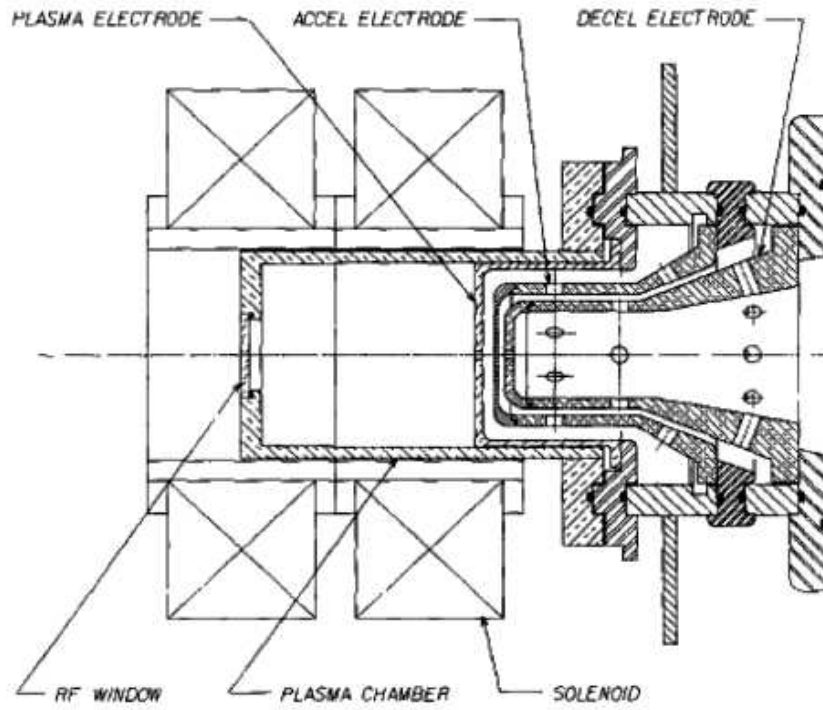 PLASMA ELECTRODE
ACCEL ELECTRODE
DECEL ELECTRODE
RF WINDOW
PLASMA CHAMBER
SOLENOID